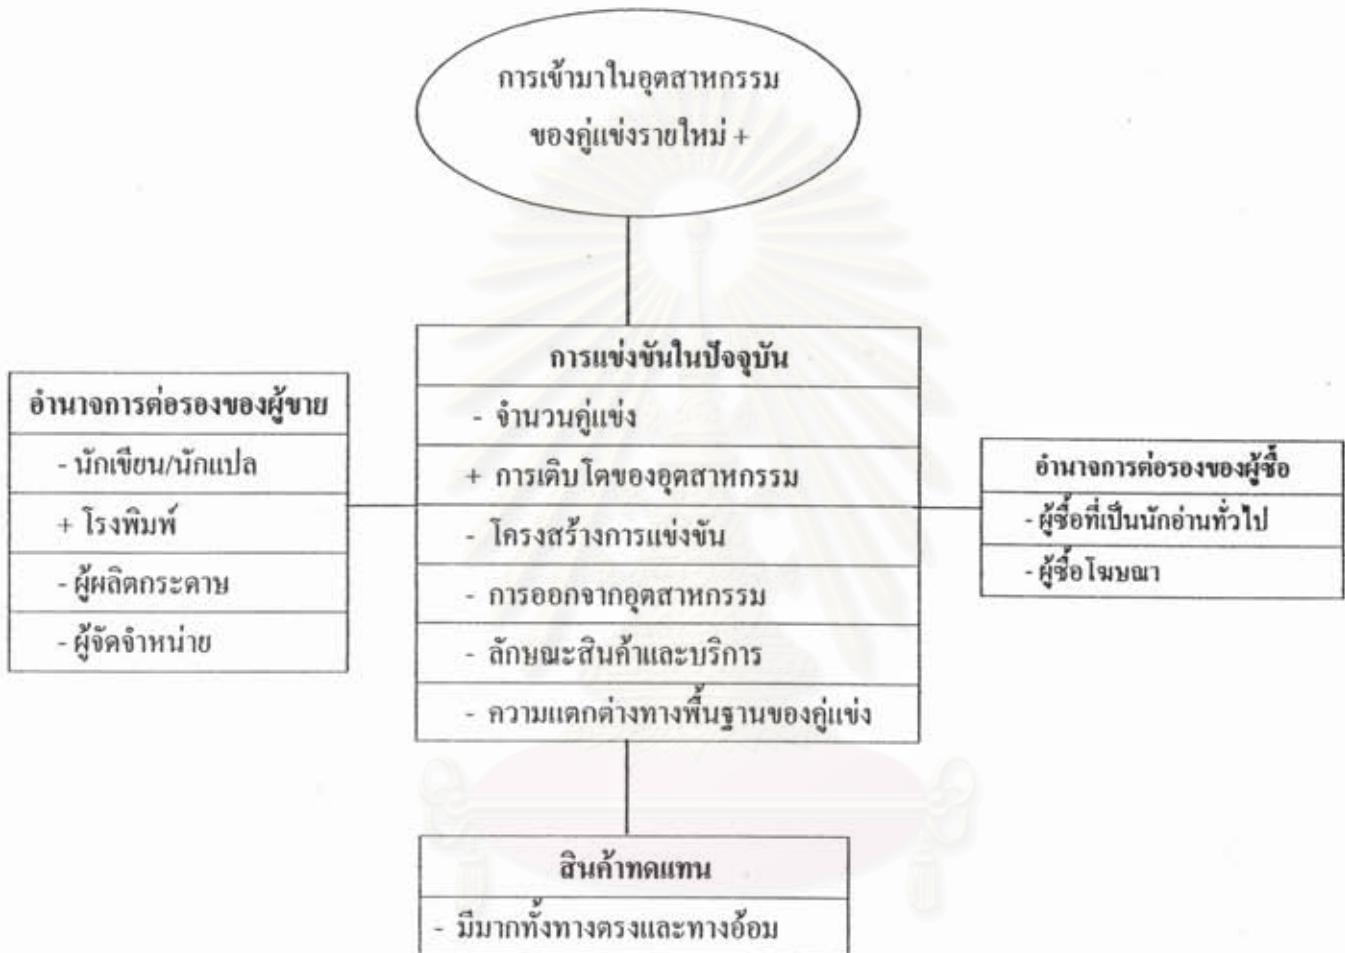 การเข้ามาในอุตสาหกรรม
ของคู่แข่งรายใหม่ +
การแข่งขันในปัจจุบัน
- จำนวนคู่แข่ง
+ การเติบโตของอุตสาหกรรม
- โครงสร้างการแข่งขัน
- การออกจากอุตสาหกรรม
- ลักษณะสินค้าและบริการ
- ความแตกต่างทางพื้นฐานของคู่แข่ง
อำนาจการต่อรองของผู้ขาย
- นักเขียน/นักแปล
+ โรงพิมพ์
- ผู้ผลิตกระดาษ
- ผู้จัดจำหน่าย
อำนาจการต่อรองของผู้ซื้อ
- ผู้ซื้อที่เป็นนักอ่านทั่วไป
- ผู้ซื้อโฆษณา
สินค้าทดแทน
- มีมากทั้งทางตรงและทางอ้อม